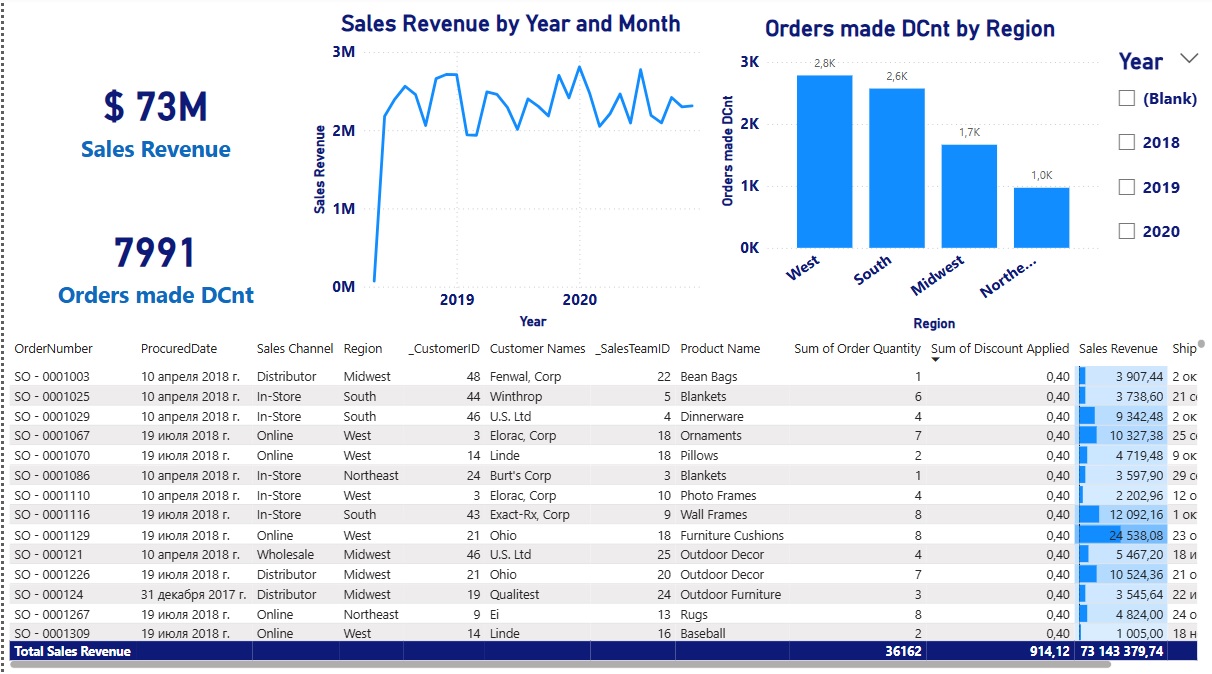 $ 73M
Sales Revenue
7991
Orders made DCnt
Sales Revenue by Year and Month
Sales Revenue
3M
2M
1M
0M
2019 2020
Year
Orders made DCnt by Region
Orders made DCnt
3K
2K
1K
0K
2,8K
2,6K
1,7K
1,0K
West
South
Midwest
Northe...
Region
Year
(Blank)
2018
2019
2020
OrderNumber ProcuredDate Sales Channel Region _CustomerID Customer Names _SalesTeamID Product Name Sum of Order Quantity Sum of Discount Applied Sales Revenue Ship
SO - 0001003 10 апреля 2018 г. Distributor Midwest 48 Fenwal, Corp 22 Bean Bags 1 0,40 3 907,44 2 ок
SO - 0001025 10 апреля 2018 г. In-Store South 44 Winthrop 5 Blankets 6 0,40 3 738,60 21 с
SO - 0001029 10 апреля 2018 г. In-Store South 46 U.S. Ltd 4 Dinnerware 4 0,40 9 342,48 2 ок
SO - 0001067 19 июля 2018 г. Online West 3 Elorac, Corp 18 Ornaments 7 0,40 10 327,38 25 с
SO - 0001070 19 июля 2018 г. Online West 14 Linde 18 Pillows 2 0,40 4 719,48 9 ок
SO - 0001086 10 апреля 2018 г. In-Store Northeast 24 Burt's Corp 3 Blankets 1 0,40 3 597,90 29 с
SO - 0001110 10 апреля 2018 г. In-Store West 3 Elorac, Corp 10 Photo Frames 4 0,40 2 202,96 12 о
SO - 0001116 19 июля 2018 г. In-Store South 43 Exact-Rx, Corp 9 Wall Frames 8 0,40 12 092,16 1 ок
SO - 0001129 19 июля 2018 г. Online West 21 Ohio 18 Furniture Cushions 8 0,40 24 538,08 23 о
SO - 000121 10 апреля 2018 г. Wholesale Midwest 46 U.S. Ltd 25 Outdoor Decor 4 0,40 5 467,20 18 и
SO - 0001226 19 июля 2018 г. Distributor Midwest 21 Ohio 20 Outdoor Decor 7 0,40 10 524,36 21 о
SO - 000124 31 декабря 2017 г. Distributor Midwest 19 Qualitest 24 Outdoor Furniture 3 0,40 3 545,64 22 и
SO - 0001267 19 июля 2018 г. Online Northeast 9 Ei 13 Rugs 8 0,40 4 824,00 24 о
SO - 0001309 19 июля 2018 г. Online West 14 Linde 16 Baseball 2 0,40 1 005,00 18 н
Total Sales Revenue 36162 914,12 73 143 379,74